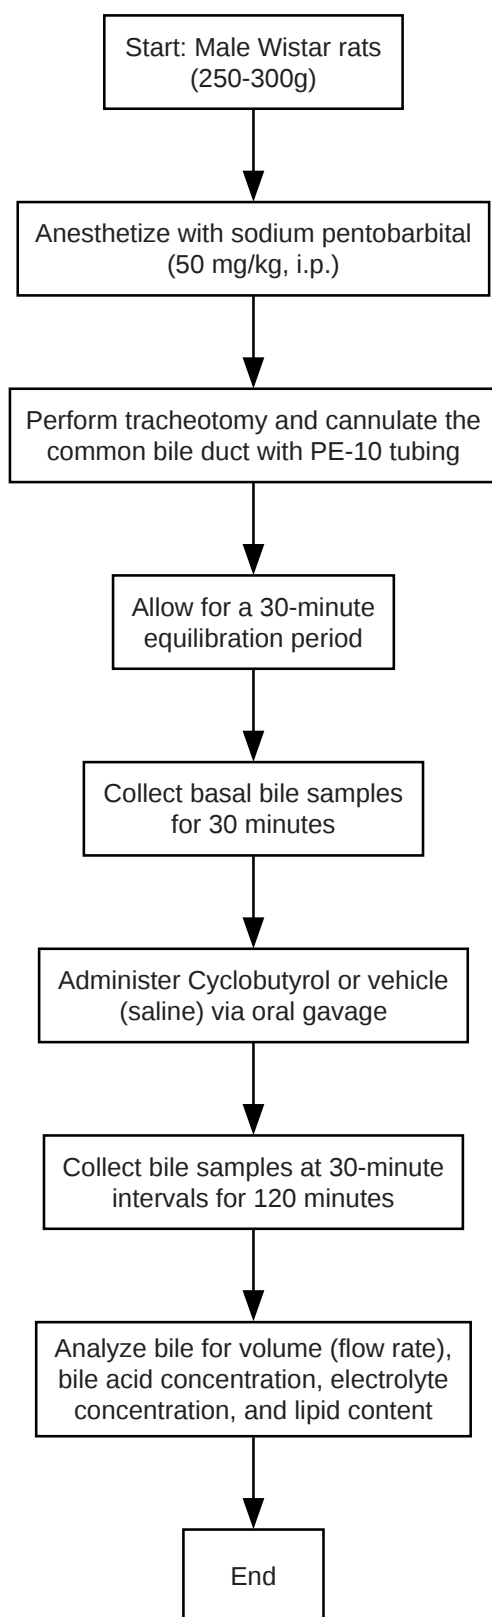 Start: Male Wistar rats
(250-300g)
Anesthetize with sodium pentobarbital
(50 mg/kg, i.p.)
Perform tracheotomy and cannulate the
common bile duct with PE-10 tubing
Allow for a 30-minute
equilibration period
Collect basal bile samples
for 30 minutes
Administer Cyclobutyrol or vehicle
(saline) via oral gavage
Collect bile samples at 30-minute
intervals for 120 minutes
Analyze bile for volume (flow rate),
bile acid concentration, electrolyte
concentration, and lipid content
End